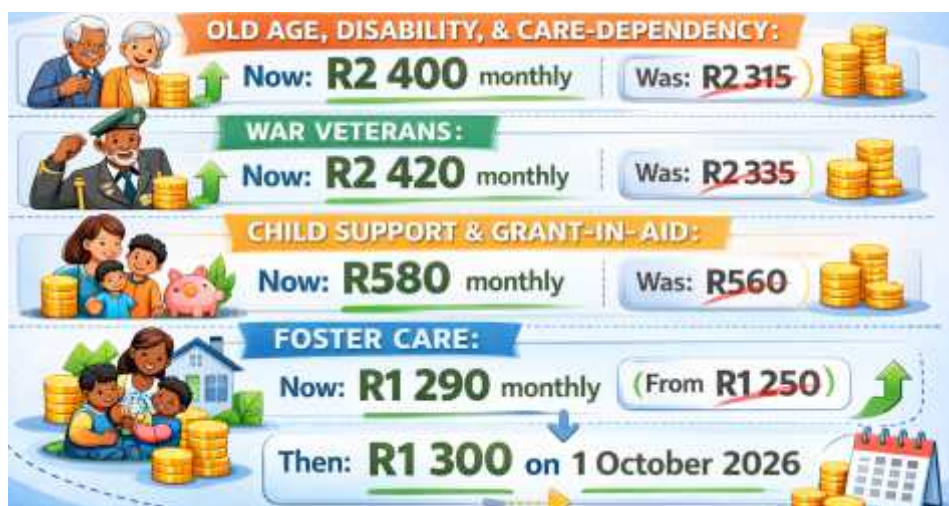 OLD AGE, DISABILITY, & CARE-DEPENDENCY:
Now: R2 400 monthly Was: R2 315
WAR VETERANS:
Now: R2 420 monthly Was: R2 335
CHILD SUPPORT & GRANT-IN-AID:
Now: R580 monthly Was: R560
FOSTER CARE:
Now: R1 290 monthly (From R1 250)
Then: R1 300 on 1 October 2026